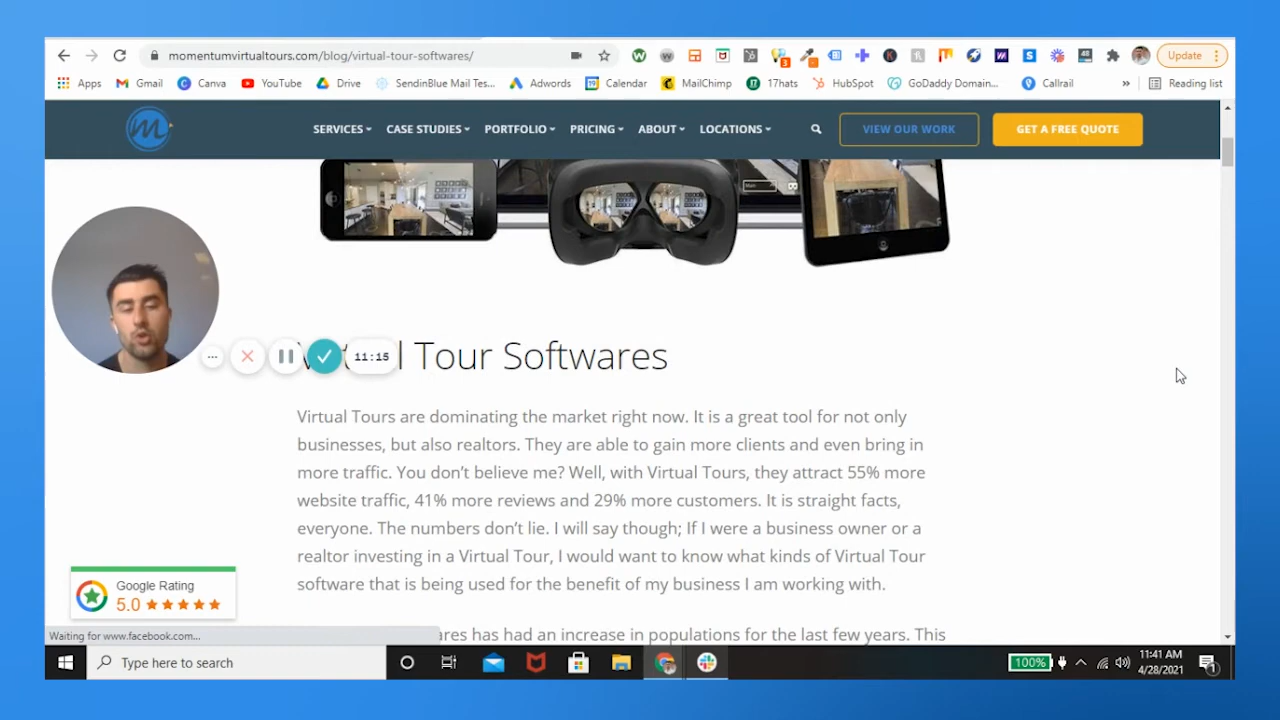 momentumvirtualtours.com/blog/virtual-tour-softwares/
Update
Apps Gmail Canva YouTube Drive SendinBlue Mail Tes... Adwords Calendar MailChimp 17hats HubSpot GoDaddy Domain... Callrail » Reading list
SERVICES CASE STUDIES PORTFOLIO PRICING ABOUT LOCATIONS VIEW OUR WORK GET A FREE QUOTE
11:15
l Tour Softwares
Virtual Tours are dominating the market right now. It is a great tool for not only
businesses, but also realtors. They are able to gain more clients and even bring in
more traffic. You don't believe me? Well, with Virtual Tours, they attract 55% more
website traffic, 41% more reviews and 29% more customers. It is straight facts,
everyone. The numbers don't lie. I will say though; If I were a business owner or a
realtor investing in a Virtual Tour, I would want to know what kinds of Virtual Tour
software that is being used for the benefit of my business I am working with.
Google Rating
5.0
Waiting for www.facebook.com...
ares has had an increase in populations for the last few years. This
Type here to search
100%
11:41 AM
4/28/2021